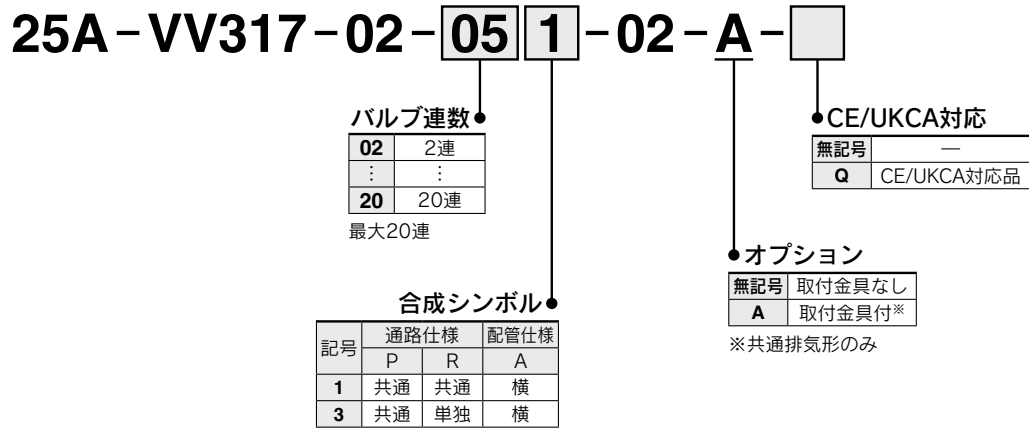 25A-VV317-02-05 1-02-A-
バルブ連数
02 2連
⋮ ⋮
20 20連
最大20連
CE/UKCA対応
無記号 —
Q CE/UKCA対応品
オプション
無記号 取付金具なし
A 取付金具付※
※共通排気形のみ
合成シンボル
記号 通路仕様 配管仕様
P R A
1 共通 共通 横
3 共通 単独 横